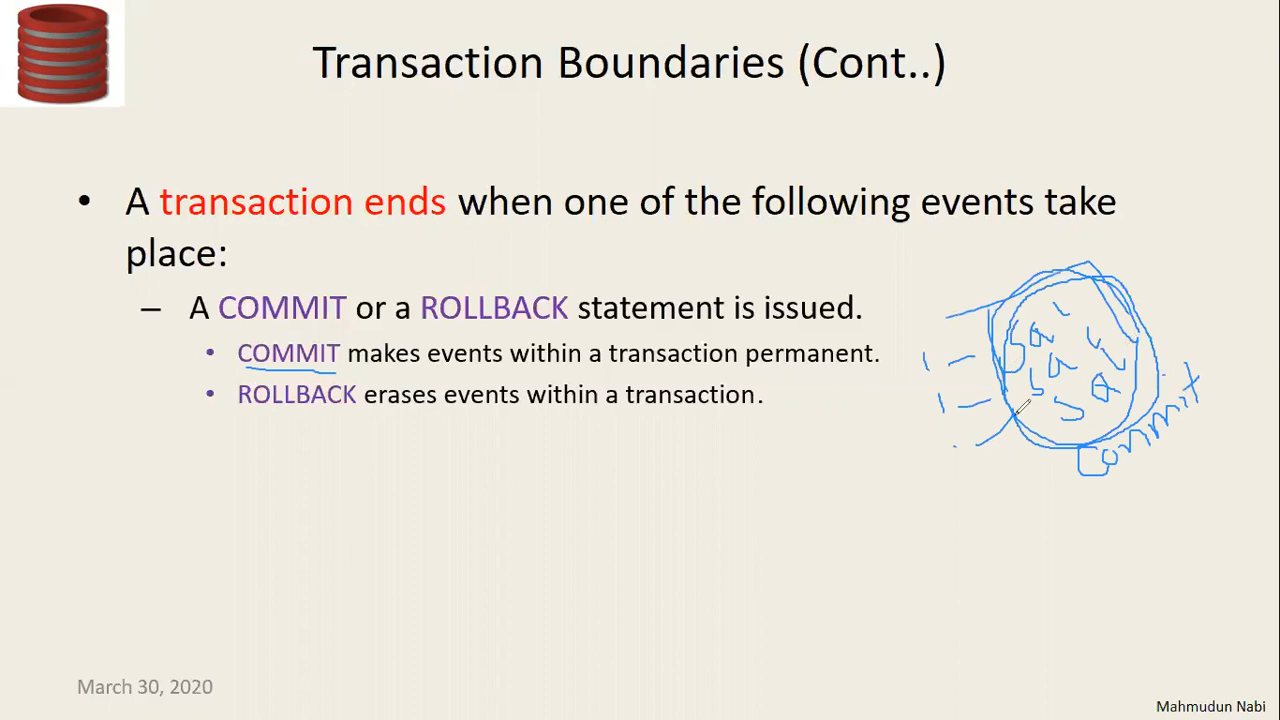 Transaction Boundaries (Cont..)
• A transaction ends when one of the following events take
place:
– A COMMIT or a ROLLBACK statement is issued.
• COMMIT makes events within a transaction permanent.
• ROLLBACK erases events within a transaction.
Commit
March 30, 2020
Mahmudun Nabi